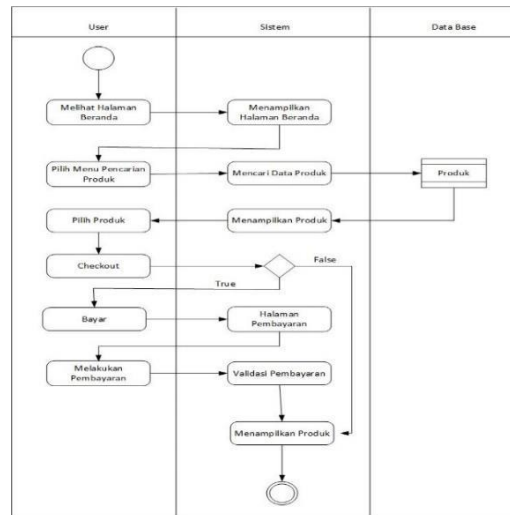 User
Sistem
Data Base
Melihat Halaman
Beranda
Menampilkan
Halaman Beranda
Pilih Menu Pencarian
Produk
Mencari Data Produk
Produk
Pilih Produk
Menampilkan Produk
Checkout
False
True
Bayar
Halaman
Pembayaran
Melakukan
Pembayaran
Validasi Pembayaran
Menampilkan Produk